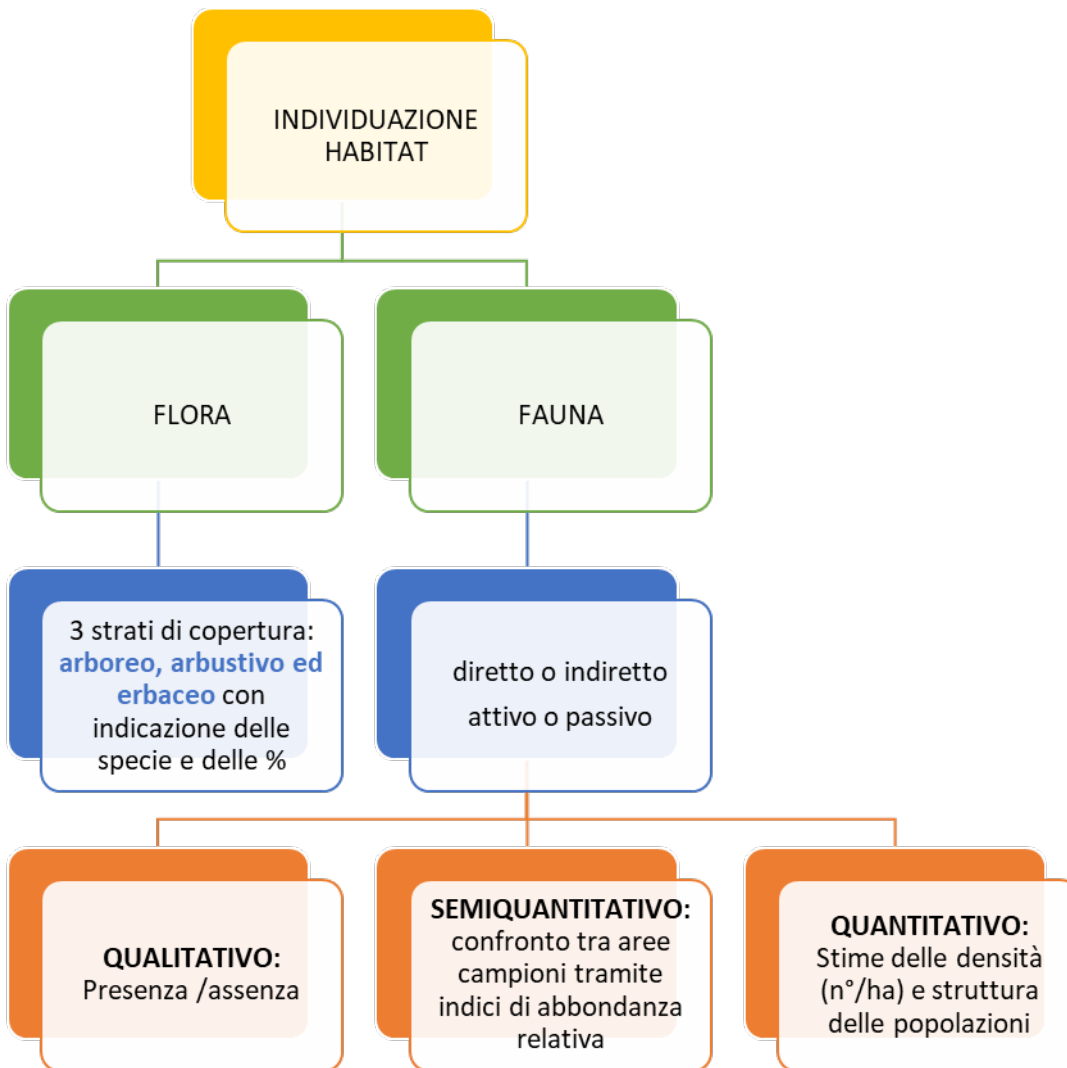 INDIVIDUAZIONE
HABITAT
FLORA
FAUNA
3 strati di copertura:
arboreo, arbustivo ed
erbaceo con
indicazione delle
specie e delle %
diretto o indiretto
attivo o passivo
QUALITATIVO:
Presenza /assenza
SEMIQUANTITATIVO:
confronto tra aree
campioni tramite
indici di abbondanza
relativa
QUANTITATIVO:
Stime delle densità
(n°/ha) e struttura
delle popolazioni